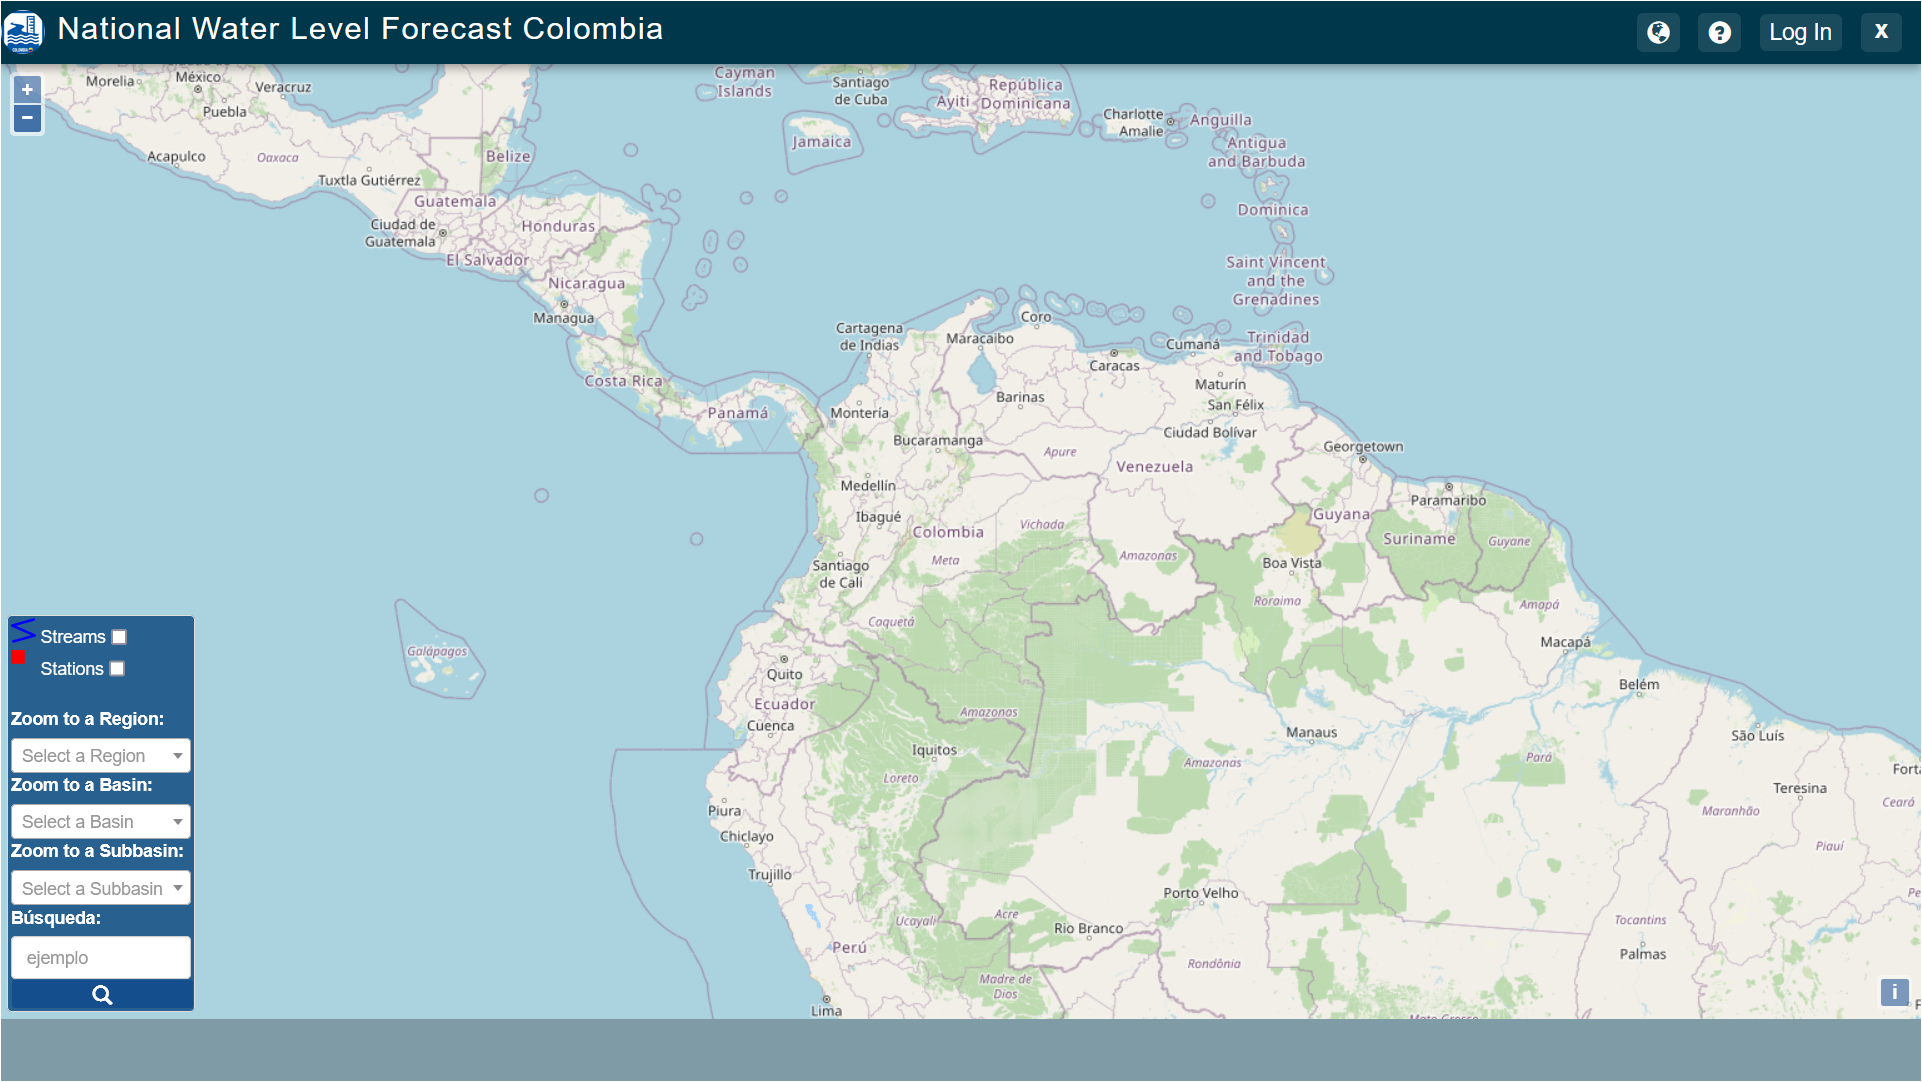 National Water Level Forecast Colombia
Log In
X
+
−
Morelia
México
Veracruz
Puebla
Cayman
Islands
Santiago
de Cuba
Ayiti
República
Dominicana
Charlotte
Amalie
Anguilla
Jamaica
Antigua
and Barbuda
Acapulco
Oaxaca
Belize
Tuxtla Gutiérrez
Guatemala
Dominica
Ciudad de
Guatemala
Honduras
El Salvador
Saint Vincent
and the
Grenadines
Nicaragua
Managua
Cartagena
de Indias
Maracaibo
Coro
Cumaná
Trinidad
and Tobago
Caracas
Costa Rica
Maturín
Barinas
San Félix
Panamá
Montería
Bucaramanga
Ciudad Bolívar
Apure
Georgetown
Venezuela
Medellín
Paramaribo
Ibagué
Guyana
Colombia
Vichada
Suriname
Guyane
Meta
Amazonas
Santiago
de Cali
Boa Vista
Roraima
Amapá
Caquetá
Streams
Stations
Galápagos
Macapá
Quito
Belém
Ecuador
Amazonas
Cuenca
Zoom to a Region:
Select a Region
Iquitos
Manaus
São Luís
Loreto
Amazonas
Pará
Forta
Zoom to a Basin:
Select a Basin
Teresina
Ceará
Piura
Maranhão
Chiclayo
Piauí
Zoom to a Subbasin:
Select a Subbasin
Trujillo
Porto Velho
Pe
Búsqueda:
Ucayali
Acre
Rio Branco
Tocantins
Perú
Palmas
ejemplo
Rondônia
Madre de
Dios
i
Lima
F
Mato Grosso